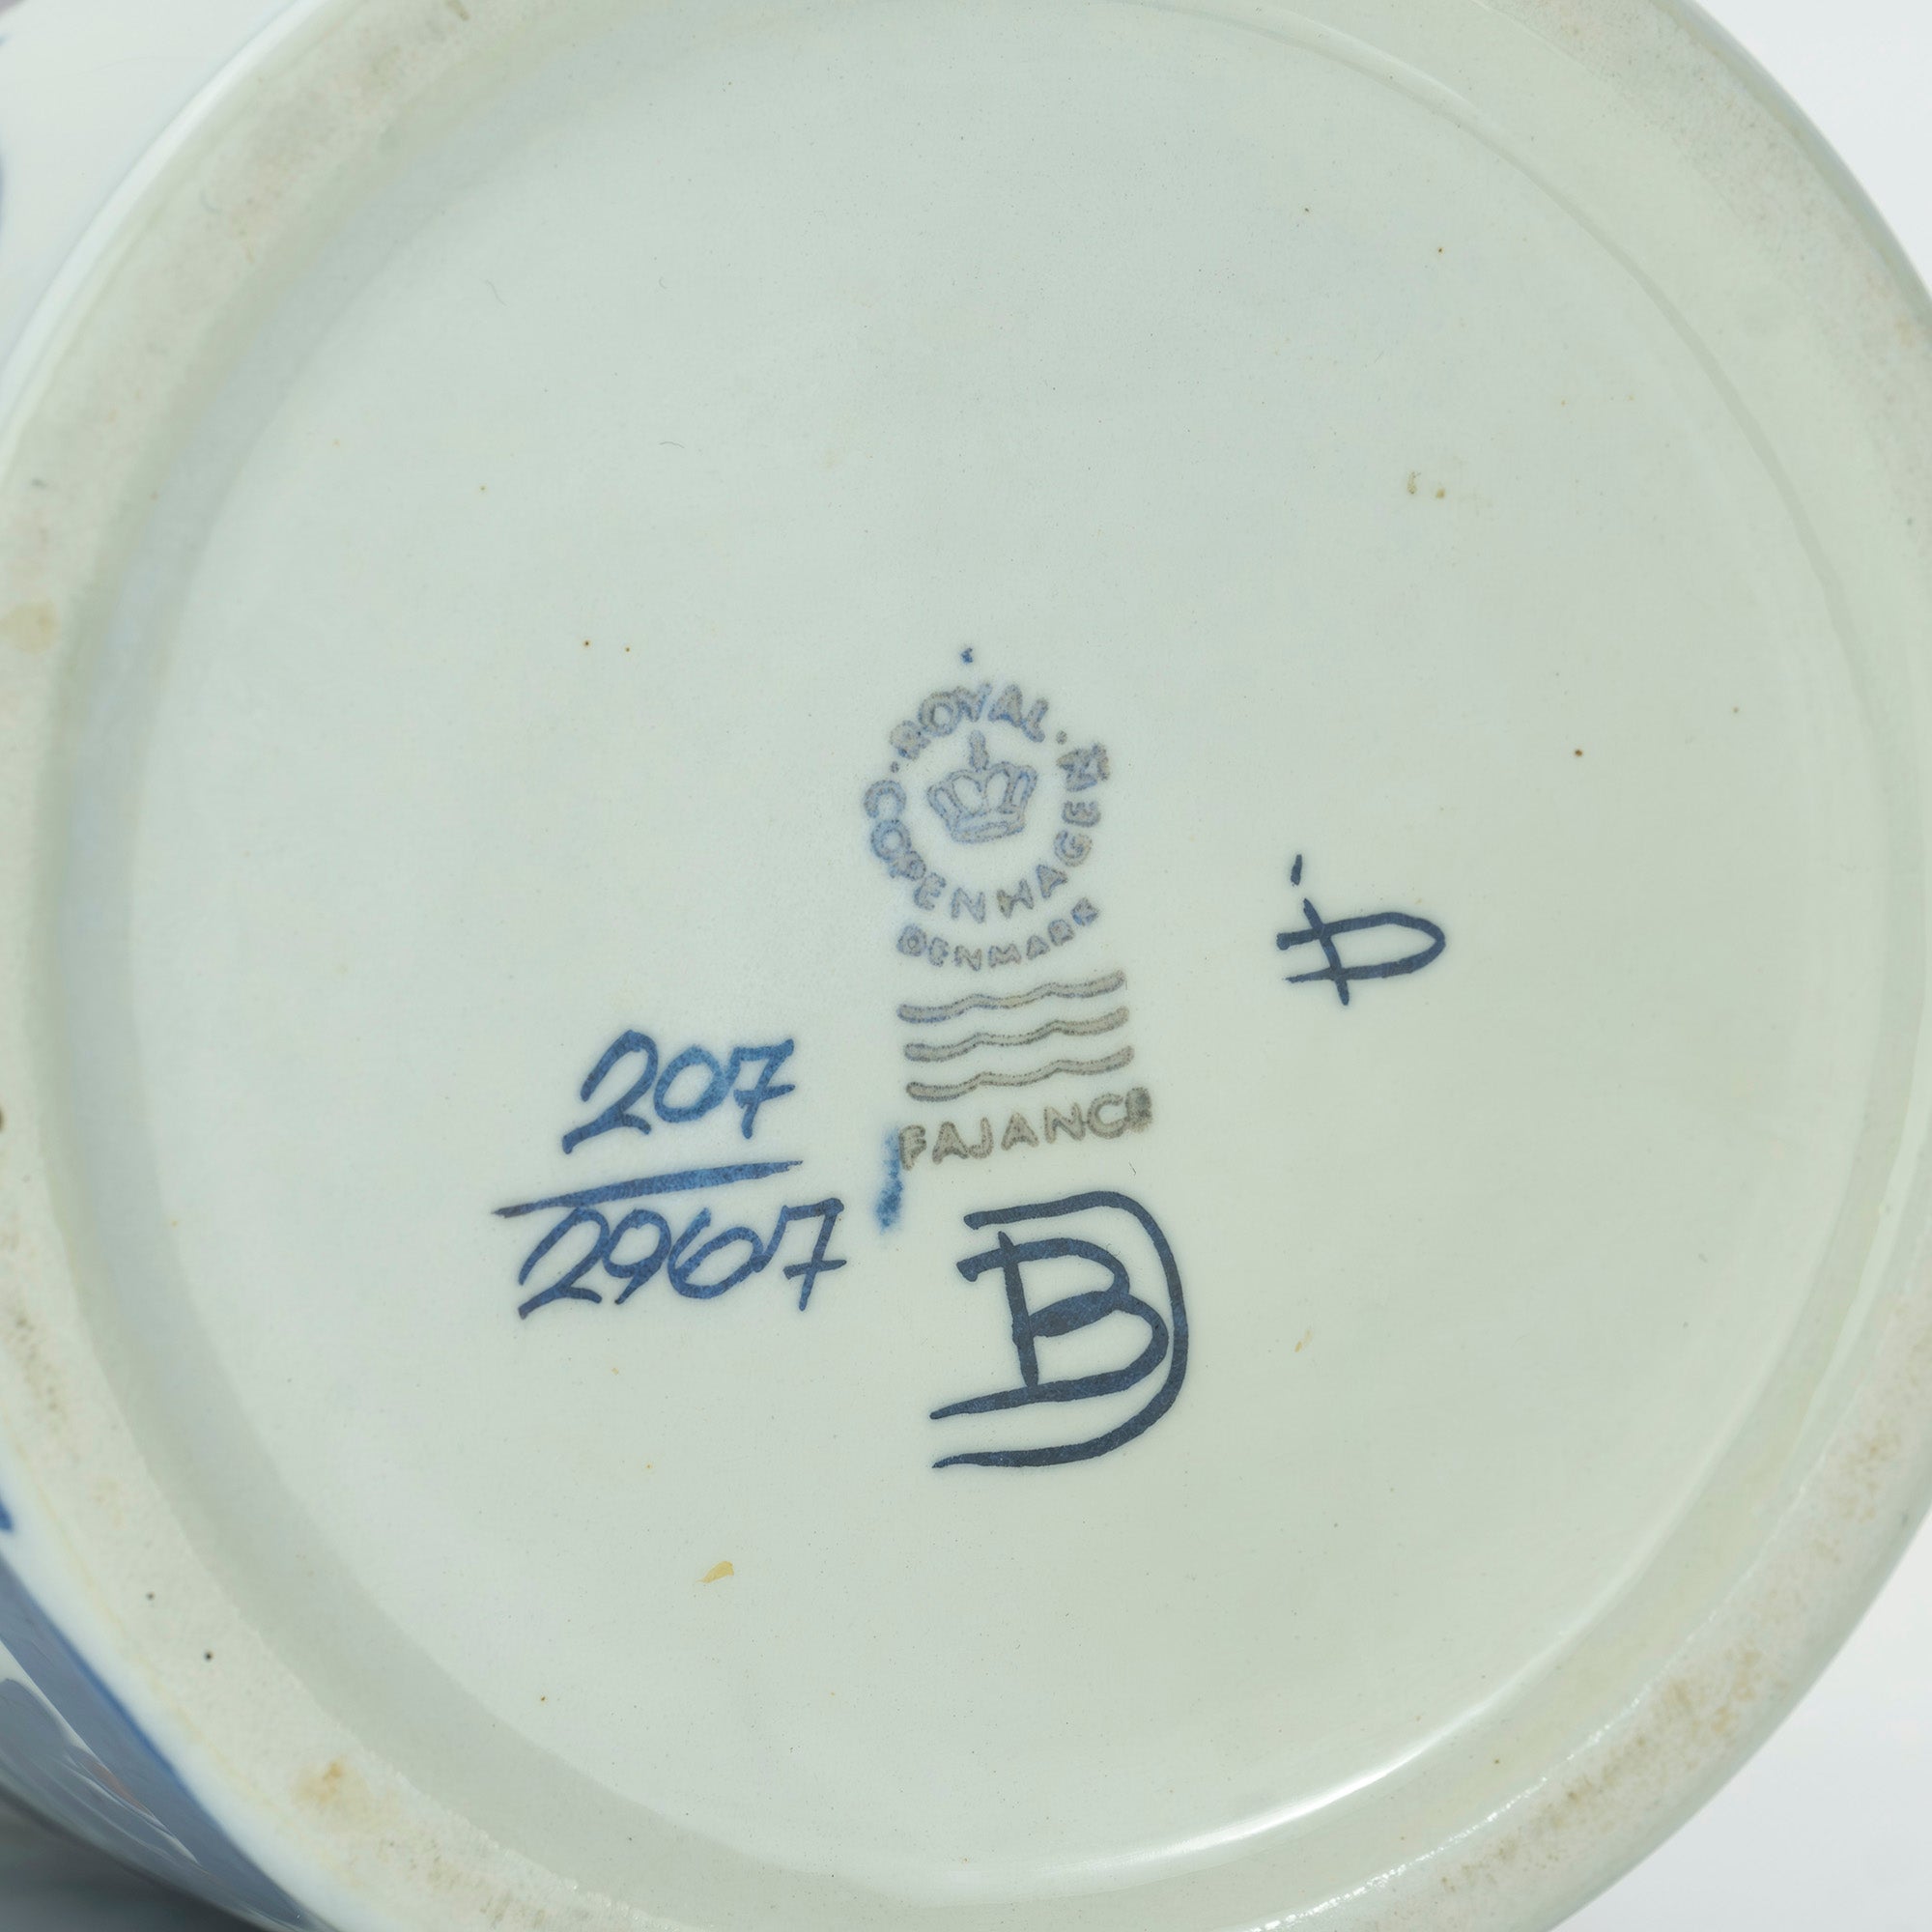 ROYAL
COPENHAGEN
DENMARK
FAJANCE
207
2967
B